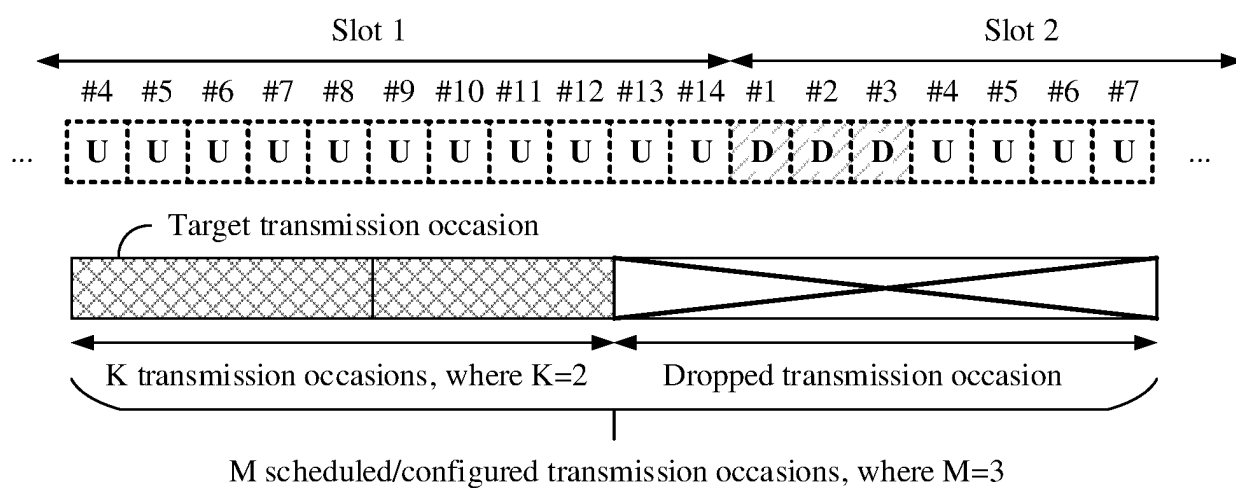 Slot 1 Slot 2
#4 #5 #6 #7 #8 #9 #10 #11 #12 #13 #14 #1 #2 #3 #4 #5 #6 #7
... U U U U U U U U U U U D D D U U U U ...
Target transmission occasion
K transmission occasions, where K=2 Dropped transmission occasion
M scheduled/configured transmission occasions, where M=3